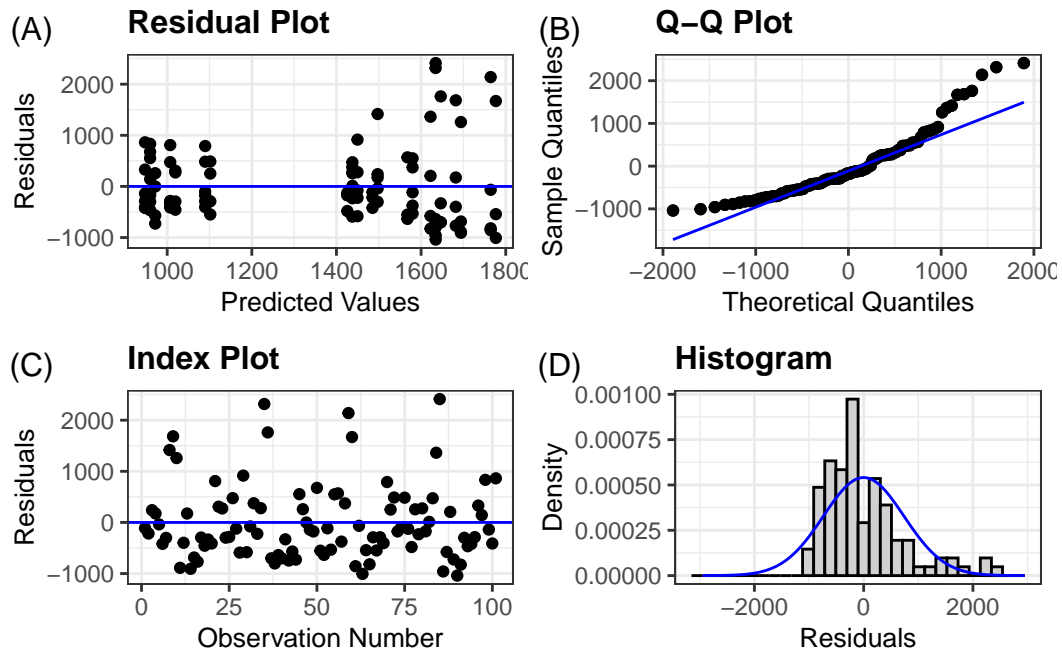 (A) Residual Plot
Residuals
2000
1000
0
−1000
1000 1200 1400 1600 1800
Predicted Values
(B) Q−Q Plot
Sample Quantiles
2000
1000
0
−1000
−2000 −1000 0 1000 2000
Theoretical Quantiles
(C) Index Plot
Residuals
2000
1000
0
−1000
0 25 50 75 100
Observation Number
(D) Histogram
Density
0.00100
0.00075
0.00050
0.00025
0.00000
−2000 0 2000
Residuals